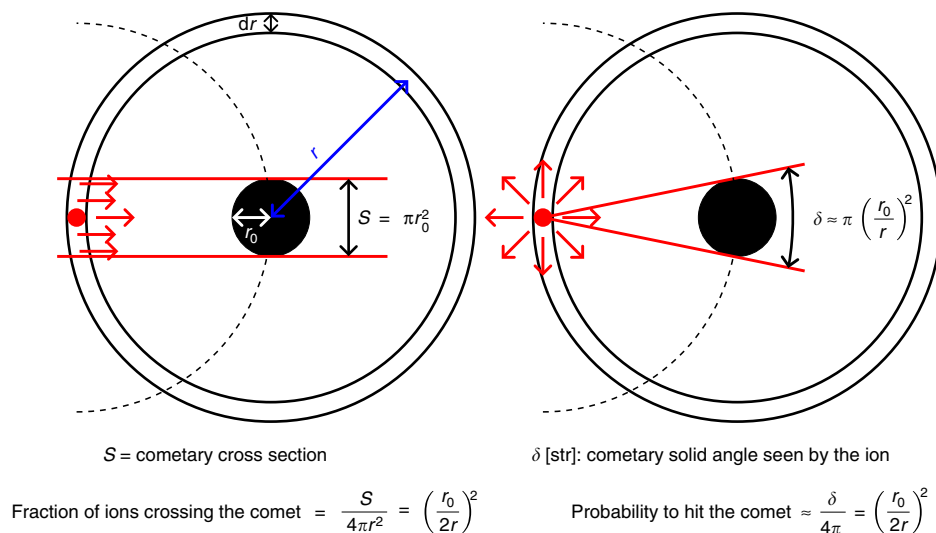 dr
r
r₀
S = πr₀²
δ ≈ π (r₀/r)²
S = cometary cross section
δ [str]: cometary solid angle seen by the ion
Fraction of ions crossing the comet = S/4πr² = (r₀/2r)²
Probability to hit the comet ≈ δ/4π = (r₀/2r)²